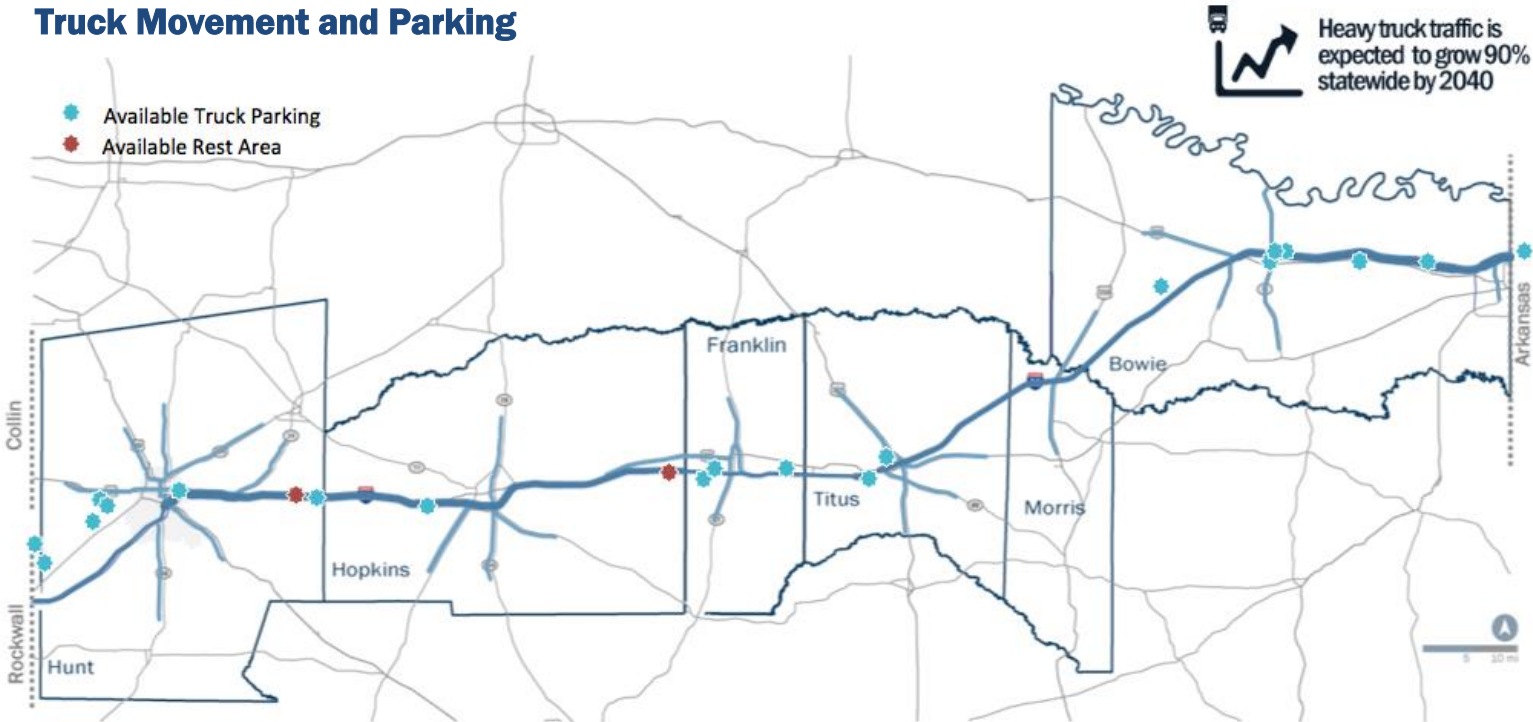 Truck Movement and Parking
Heavy truck traffic is
expected to grow 90%
statewide by 2040
Available Truck Parking
Available Rest Area
Collin
Rockwall
Hunt
Hopkins
Franklin
Titus
Morris
Bowie
Arkansas
5 10 mi